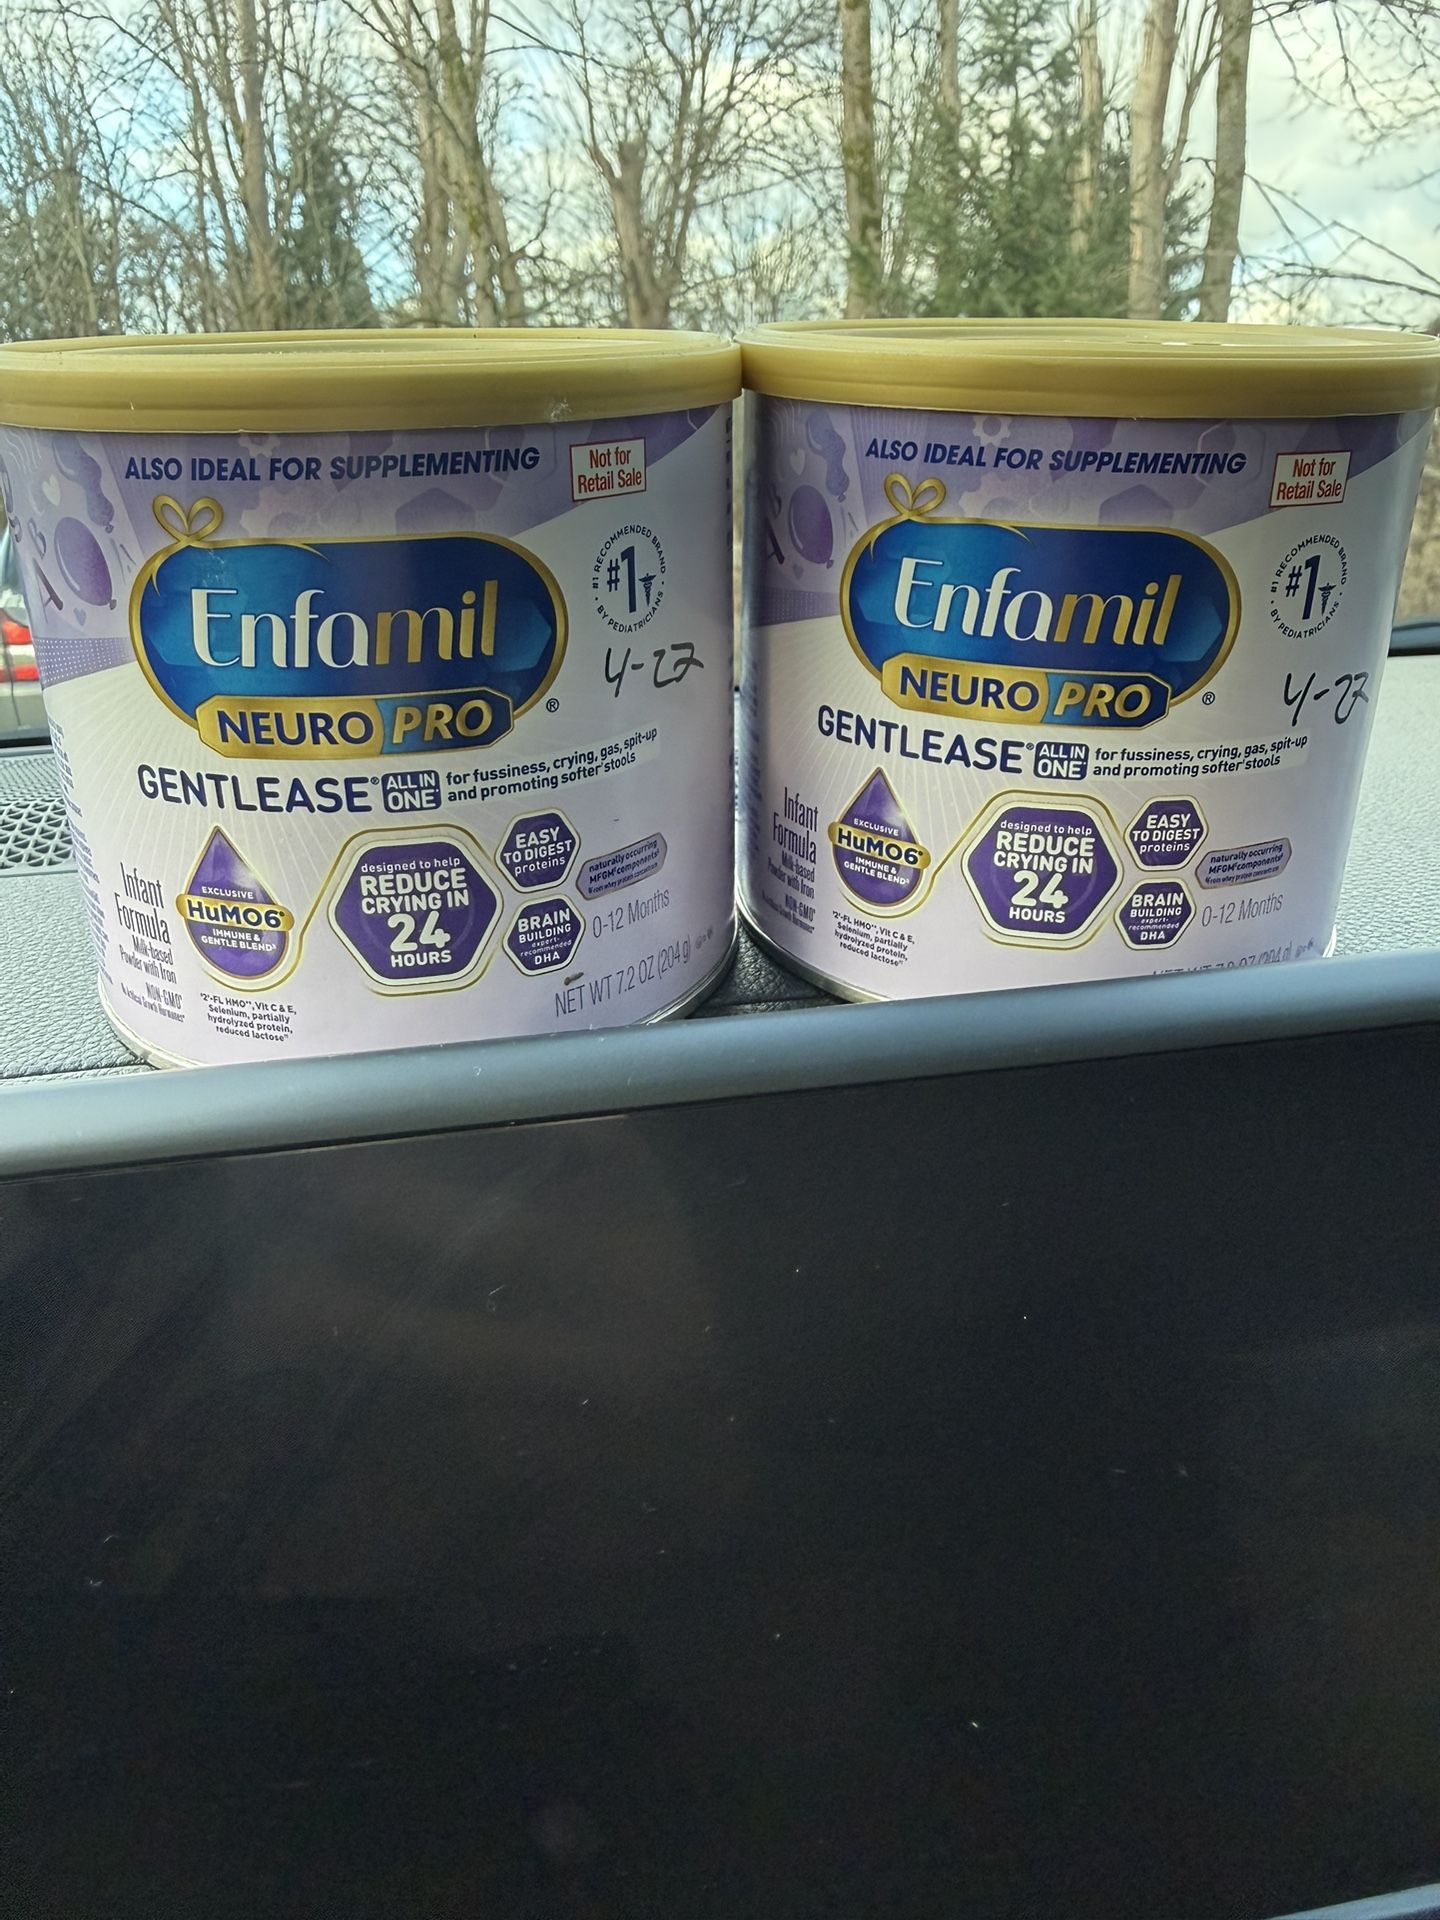 ALSO IDEAL FOR SUPPLEMENTING
Not for
Retail Sale
Enfamil
NEURO PRO®
#1 RECOMMENDED BRAND
#1
BY PEDIATRICIANS
4-27
GENTLEASE® ALL IN ONE
for fussiness, crying, gas, spit-up
and promoting softer stools
Infant
Formula
Milk-based
Powder with Iron
NON-GMO
EXCLUSIVE
HuMO6
IMMUNE &
GENTLE BLEND
2'-FL HMO, Vit C & E,
Selenium, partially
hydrolyzed protein,
reduced lactose
designed to help
REDUCE
CRYING IN
24
HOURS
EASY
TO DIGEST
proteins
BRAIN
BUILDING
expert-
recommended
DHA
naturally occurring
MFGM components
0-12 Months
NET WT 7.2 OZ (204 g)
ALSO IDEAL FOR SUPPLEMENTING
Not for
Retail Sale
Enfamil
NEURO PRO®
#1 RECOMMENDED BRAND
#1
BY PEDIATRICIANS
4-27
GENTLEASE® ALL IN ONE
for fussiness, crying, gas, spit-up
and promoting softer stools
Infant
Formula
Milk-based
Powder with Iron
NON-GMO
EXCLUSIVE
HuMO6
IMMUNE &
GENTLE BLEND
2'-FL HMO, Vit C & E,
Selenium, partially
hydrolyzed protein,
reduced lactose
designed to help
REDUCE
CRYING IN
24
HOURS
EASY
TO DIGEST
proteins
BRAIN
BUILDING
expert-
recommended
DHA
naturally occurring
MFGM components
0-12 Months